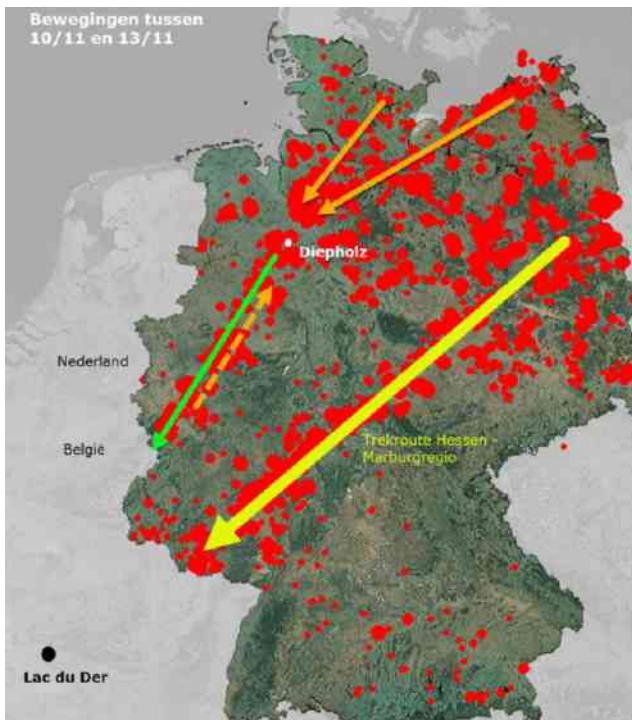 Bewegingen tussen
10/11 en 13/11
Diepholz
Nederland
België
Trekroute Hessen -
Marburgregio
Lac du Der